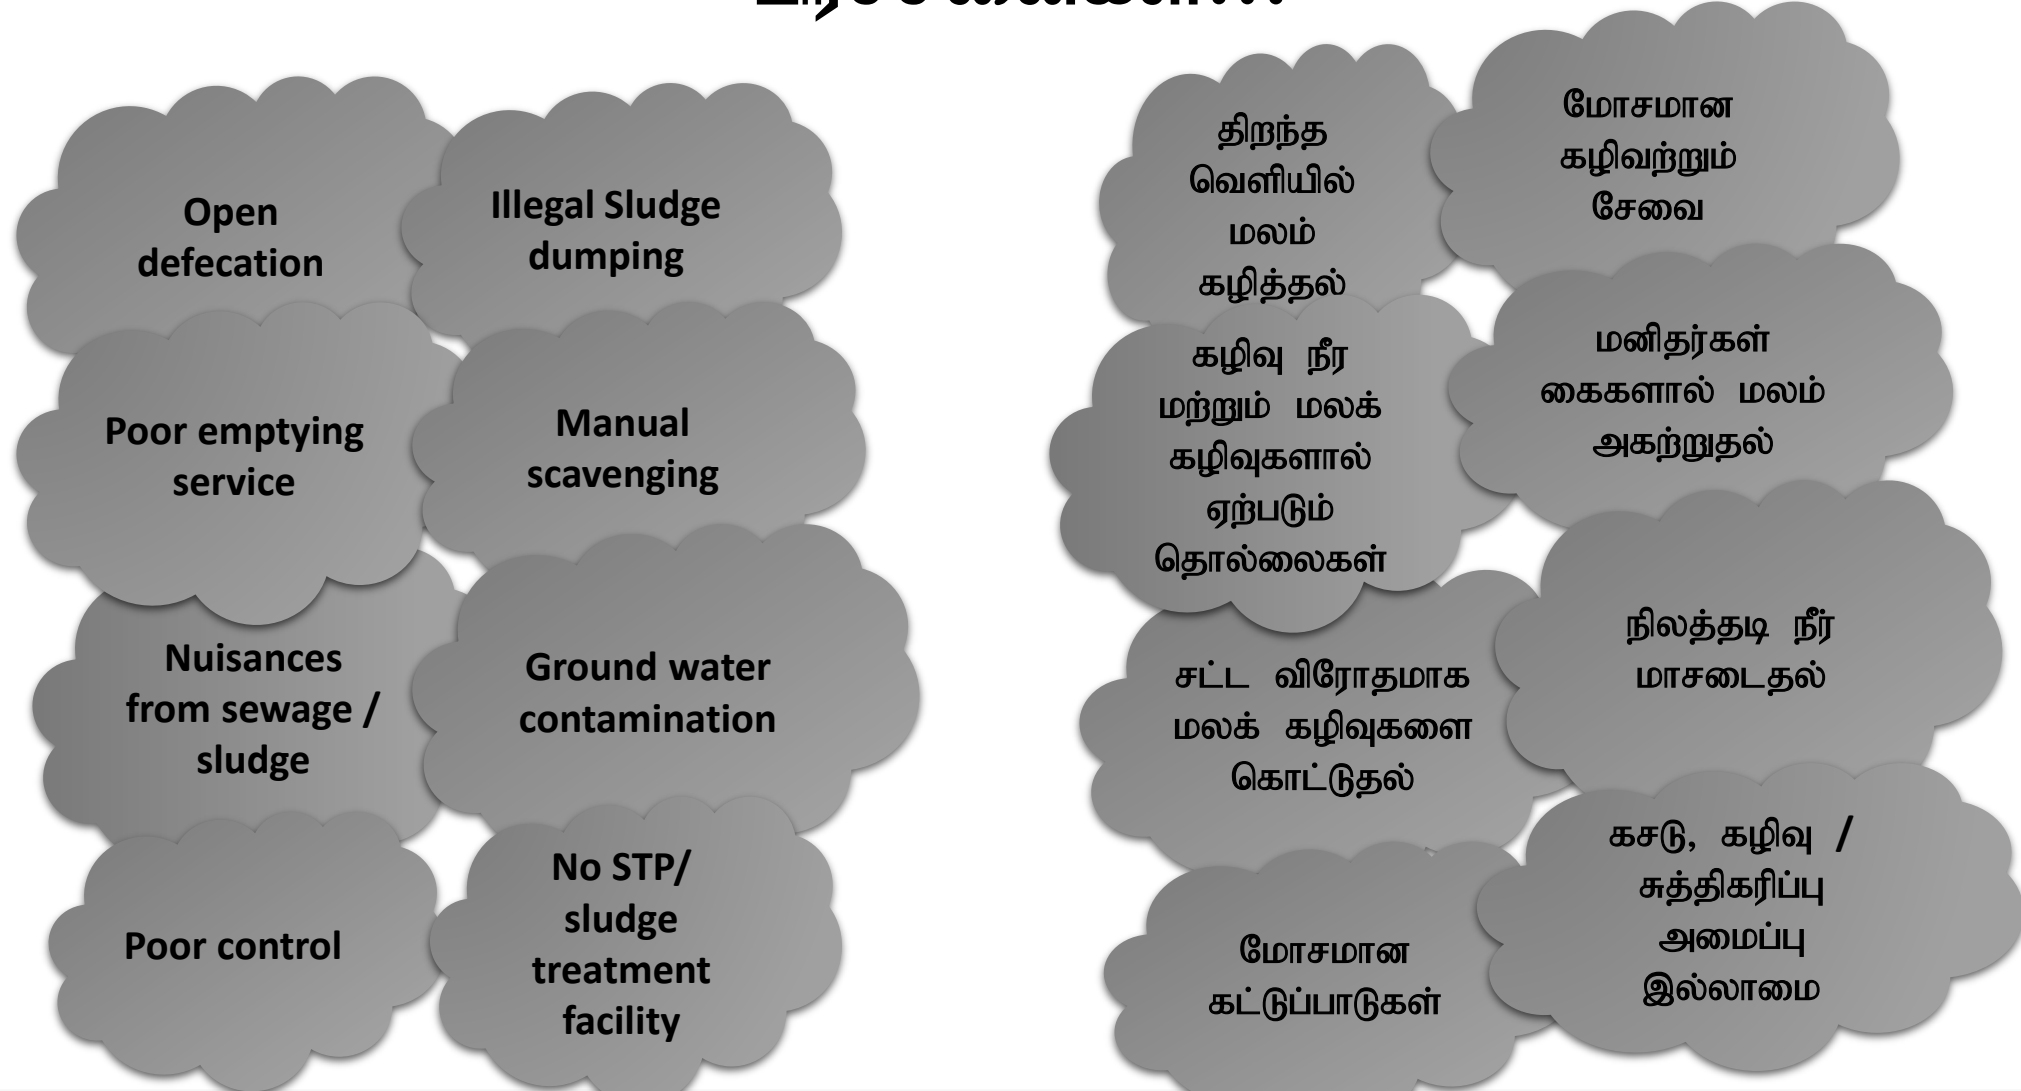 Open
defecation
Illegal Sludge
dumping
Poor emptying
service
Manual
scavenging
Nuisances
from sewage /
sludge
Ground water
contamination
Poor control
No STP/
sludge
treatment
facility
திறந்த
வெளியில்
மலம்
கழித்தல்
மோசமான
கழிவற்றும்
சேவை
கழிவு நீர
மற்றும் மலக்
கழிவுகளால்
ஏற்படும்
தொல்லைகள்
மனிதர்கள்
கைகளால் மலம்
அகற்றுதல்
சட்ட விரோதமாக
மலக் கழிவுகளை
கொட்டுதல்
நிலத்தடி நீர்
மாசடைதல்
மோசமான
கட்டுப்பாடுகள்
கசடு, கழிவு /
சுத்திகரிப்பு
அமைப்பு
இல்லாமை